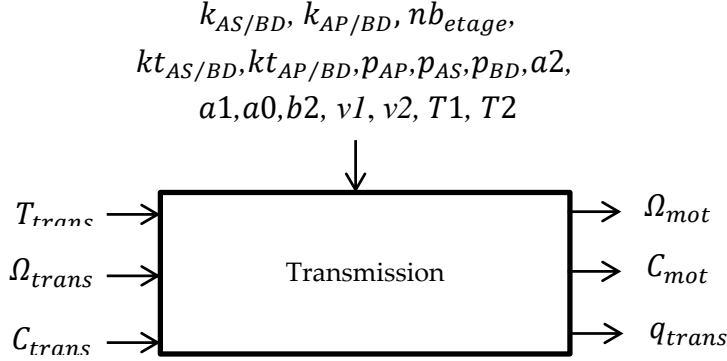 k_{AS/BD}, k_{AP/BD}, nb_{etage},
kt_{AS/BD},kt_{AP/BD},p_{AP},p_{AS},p_{BD},a2,
a1,a0,b2, v1, v2, T1, T2
T_{trans}
Ω_{mot}
Ω_{trans}
Transmission
C_{mot}
C_{trans}
q_{trans}